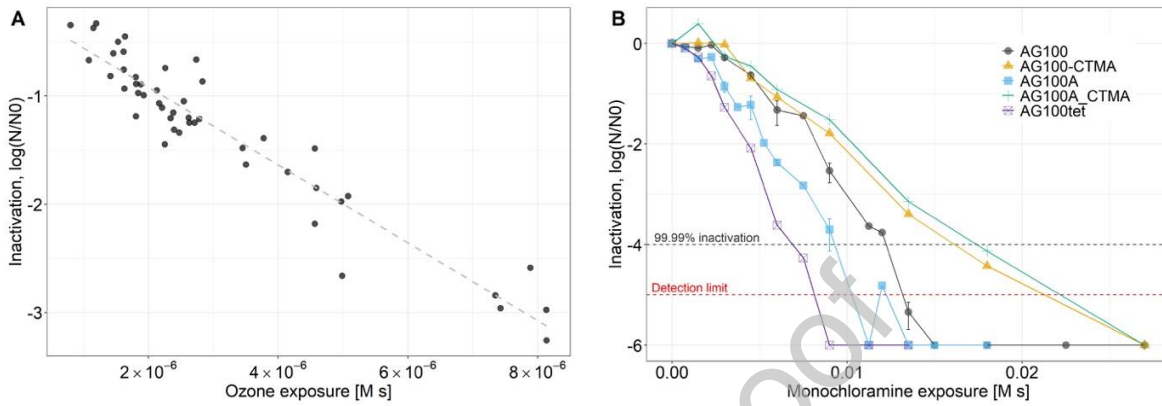 A
Inactivation, log(N/N0)
-1
-2
-3
2×10⁻⁶
4×10⁻⁶
6×10⁻⁶
8×10⁻⁶
Ozone exposure [M s]
B
Inactivation, log(N/N0)
0
-2
-4
-6
AG100
AG100-CTMA
AG100A
AG100A_CTMA
AG100tet
99.99% inactivation
Detection limit
0.00
0.01
0.02
Monochloramine exposure [M s]